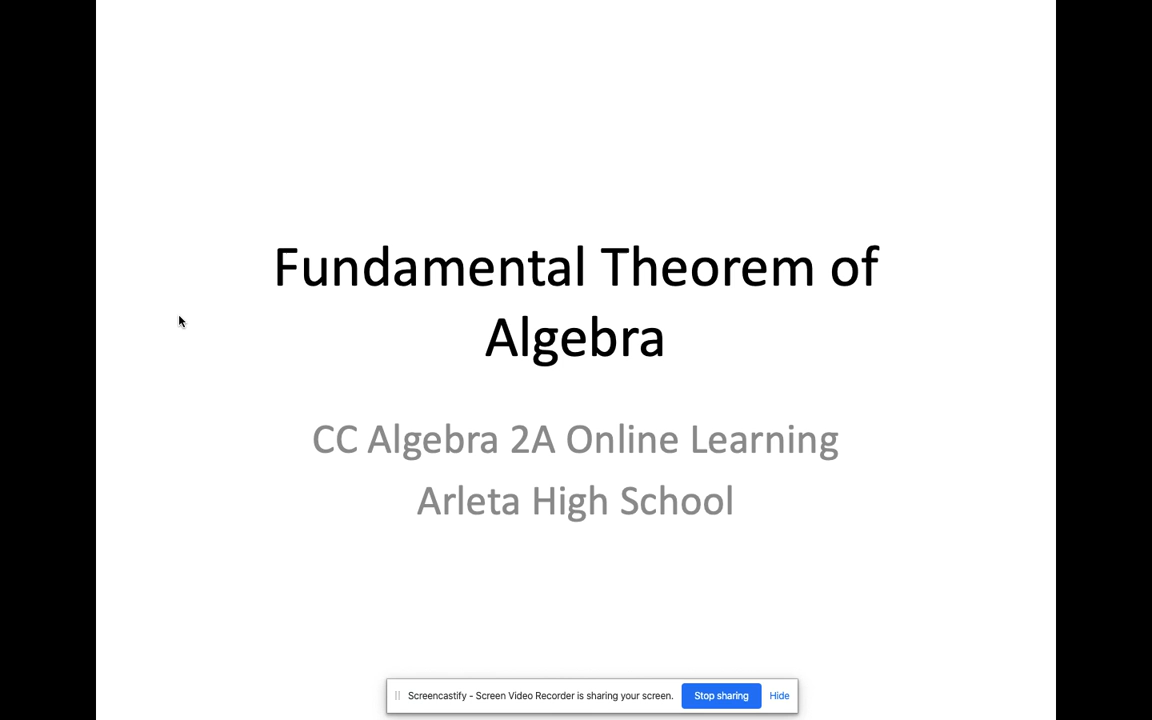 Fundamental Theorem of
Algebra
CC Algebra 2A Online Learning
Arleta High School
Screencastify - Screen Video Recorder is sharing your screen. Stop sharing Hide